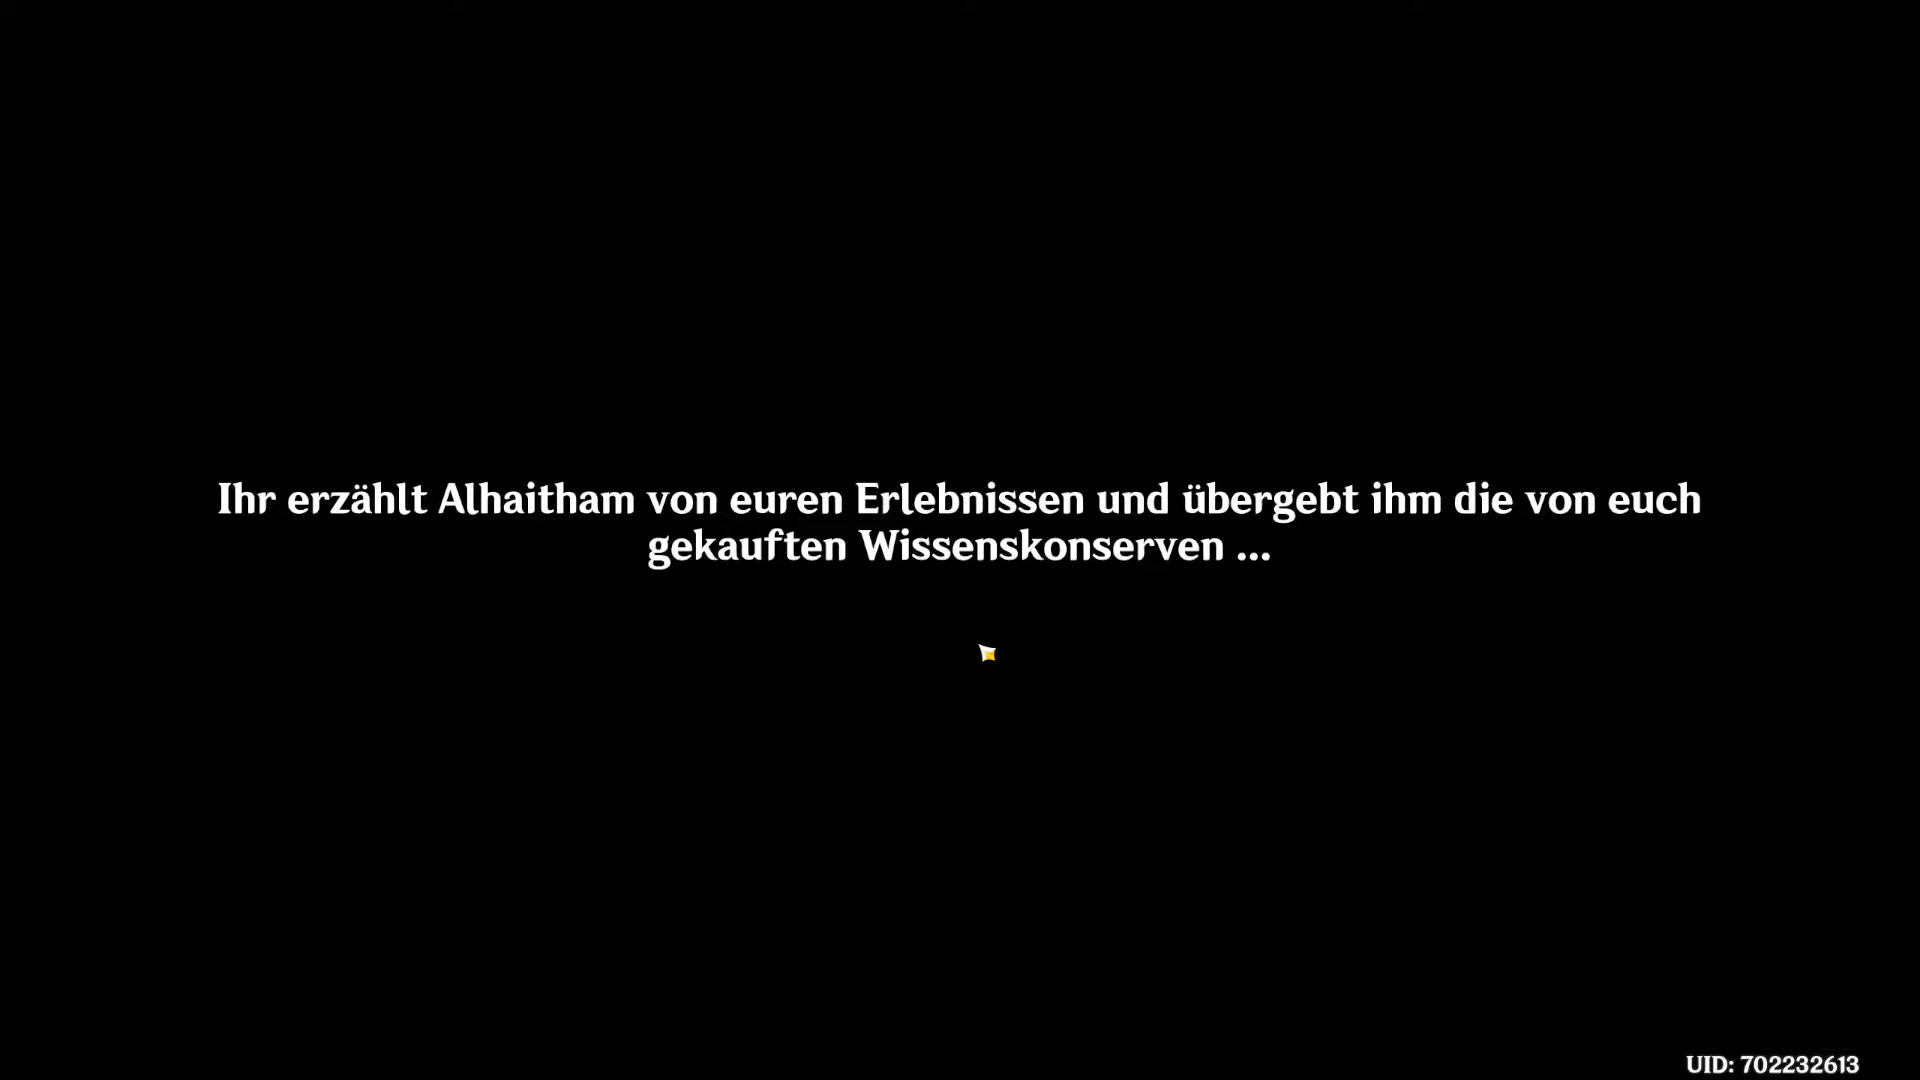 Ihr erzählt Alhaitham von euren Erlebnissen und übergebt ihm die von euch
gekauften Wissenskonserven ...
UID: 702232613